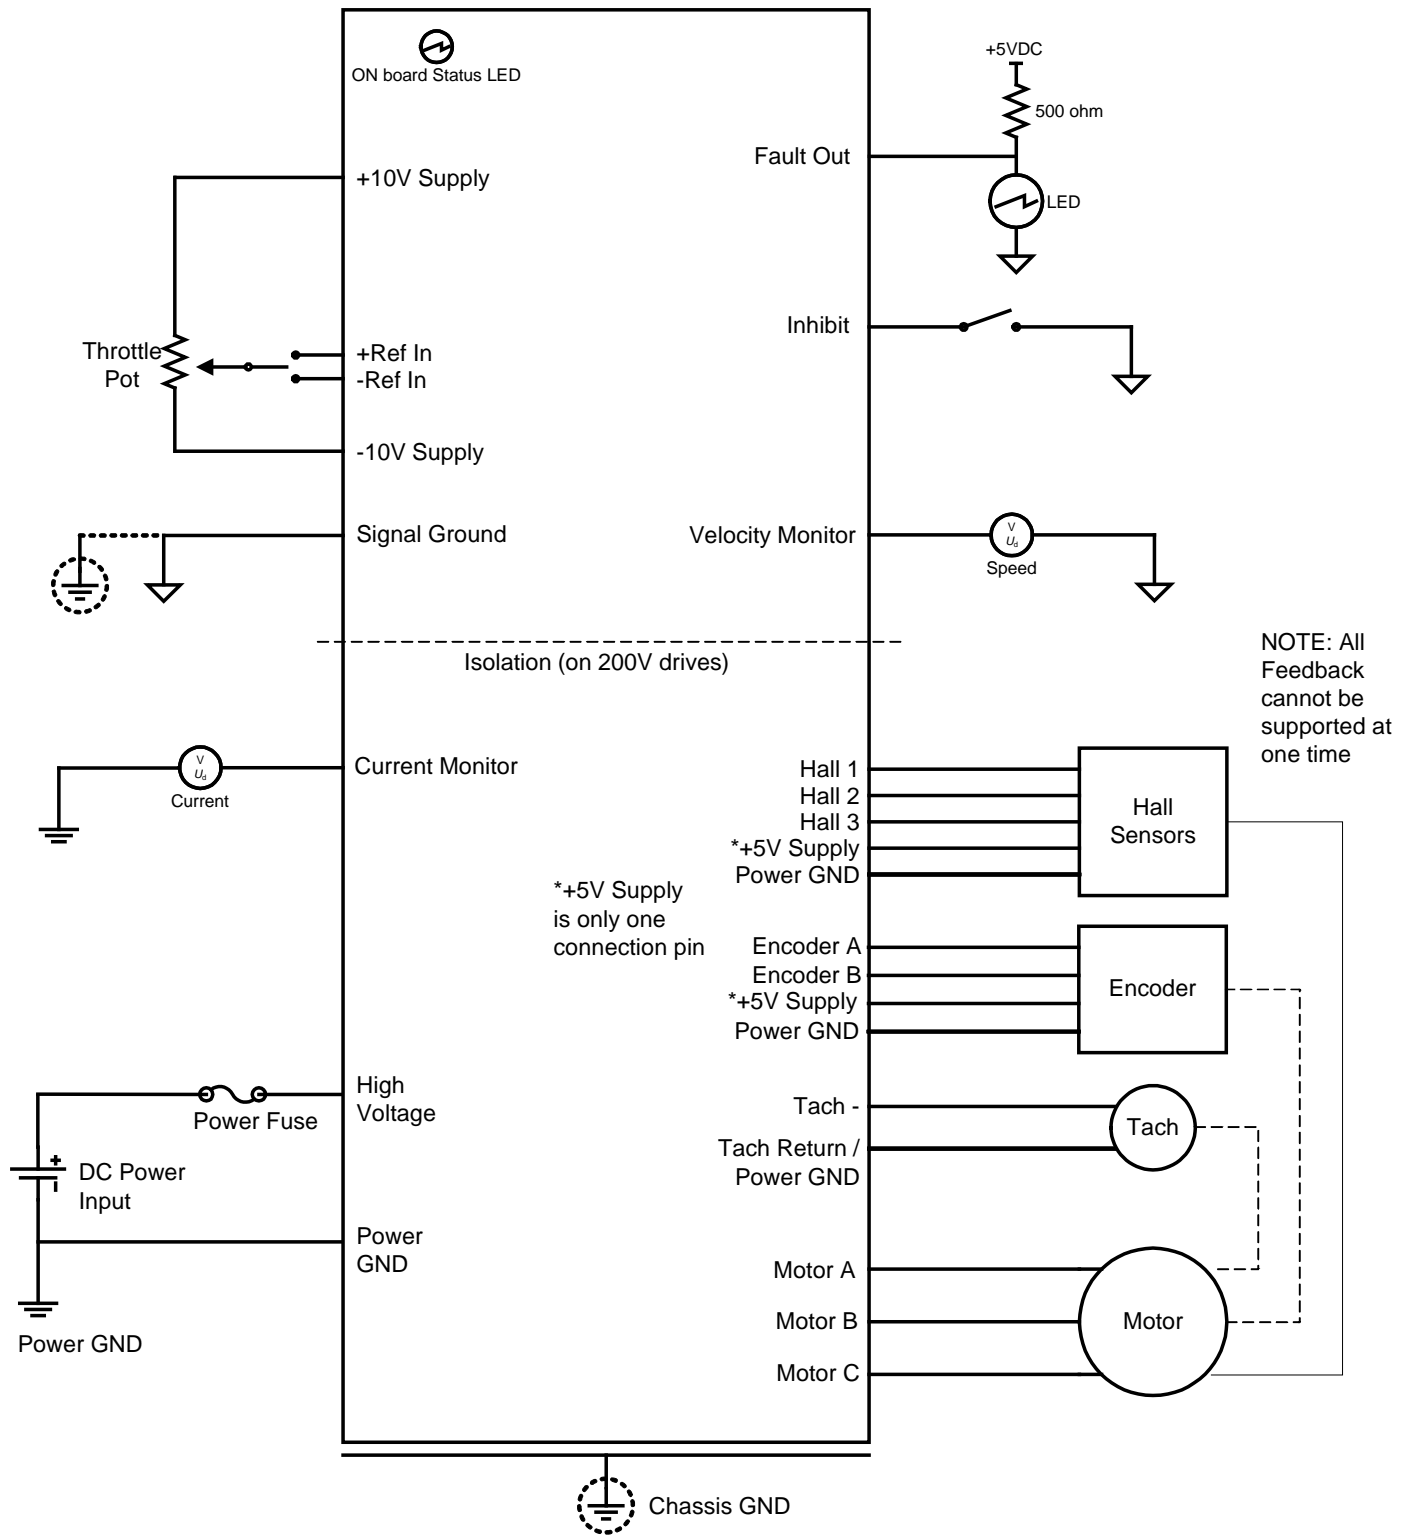 ON board Status LED
+5VDC
500 ohm
Fault Out
LED
+10V Supply
Inhibit
Throttle
Pot
+Ref In
-Ref In
-10V Supply
Signal Ground
Velocity Monitor
V
Ud
Speed
Isolation (on 200V drives)
NOTE: All
Feedback
cannot be
supported at
one time
V
Ud
Current
Current Monitor
Hall 1
Hall 2
Hall 3
*+5V Supply
Power GND
Hall
Sensors
*+5V Supply
is only one
connection pin
Encoder A
Encoder B
*+5V Supply
Power GND
Encoder
High
Voltage
Power Fuse
Tach -
Tach Return /
Power GND
Tach
+
DC Power
Input
Power
GND
Power GND
Motor A
Motor B
Motor C
Motor
Chassis GND